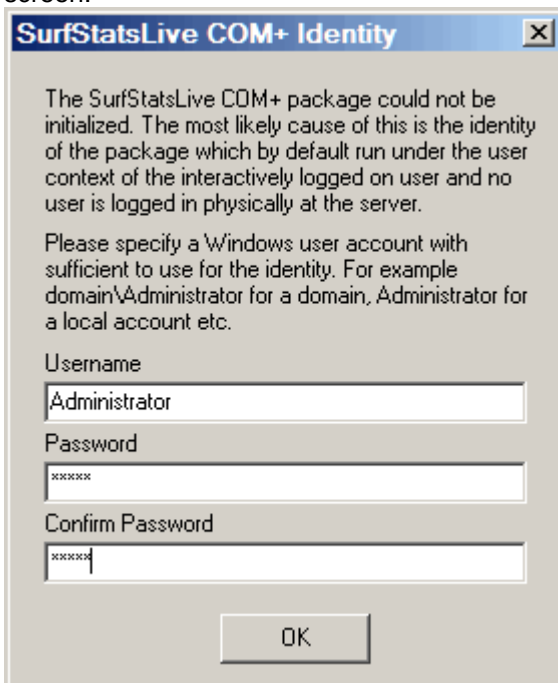 screen:
SurfStatsLive COM+ Identity
The SurfStatsLive COM+ package could not be
initialized. The most likely cause of this is the identity
of the package which by default run under the user
context of the interactively logged on user and no
user is logged in physically at the server.
Please specify a Windows user account with
sufficient to use for the identity. For example
domain\Administrator for a domain, Administrator for
a local account etc.
Username
Administrator
Password
*****
Confirm Password
*****
OK